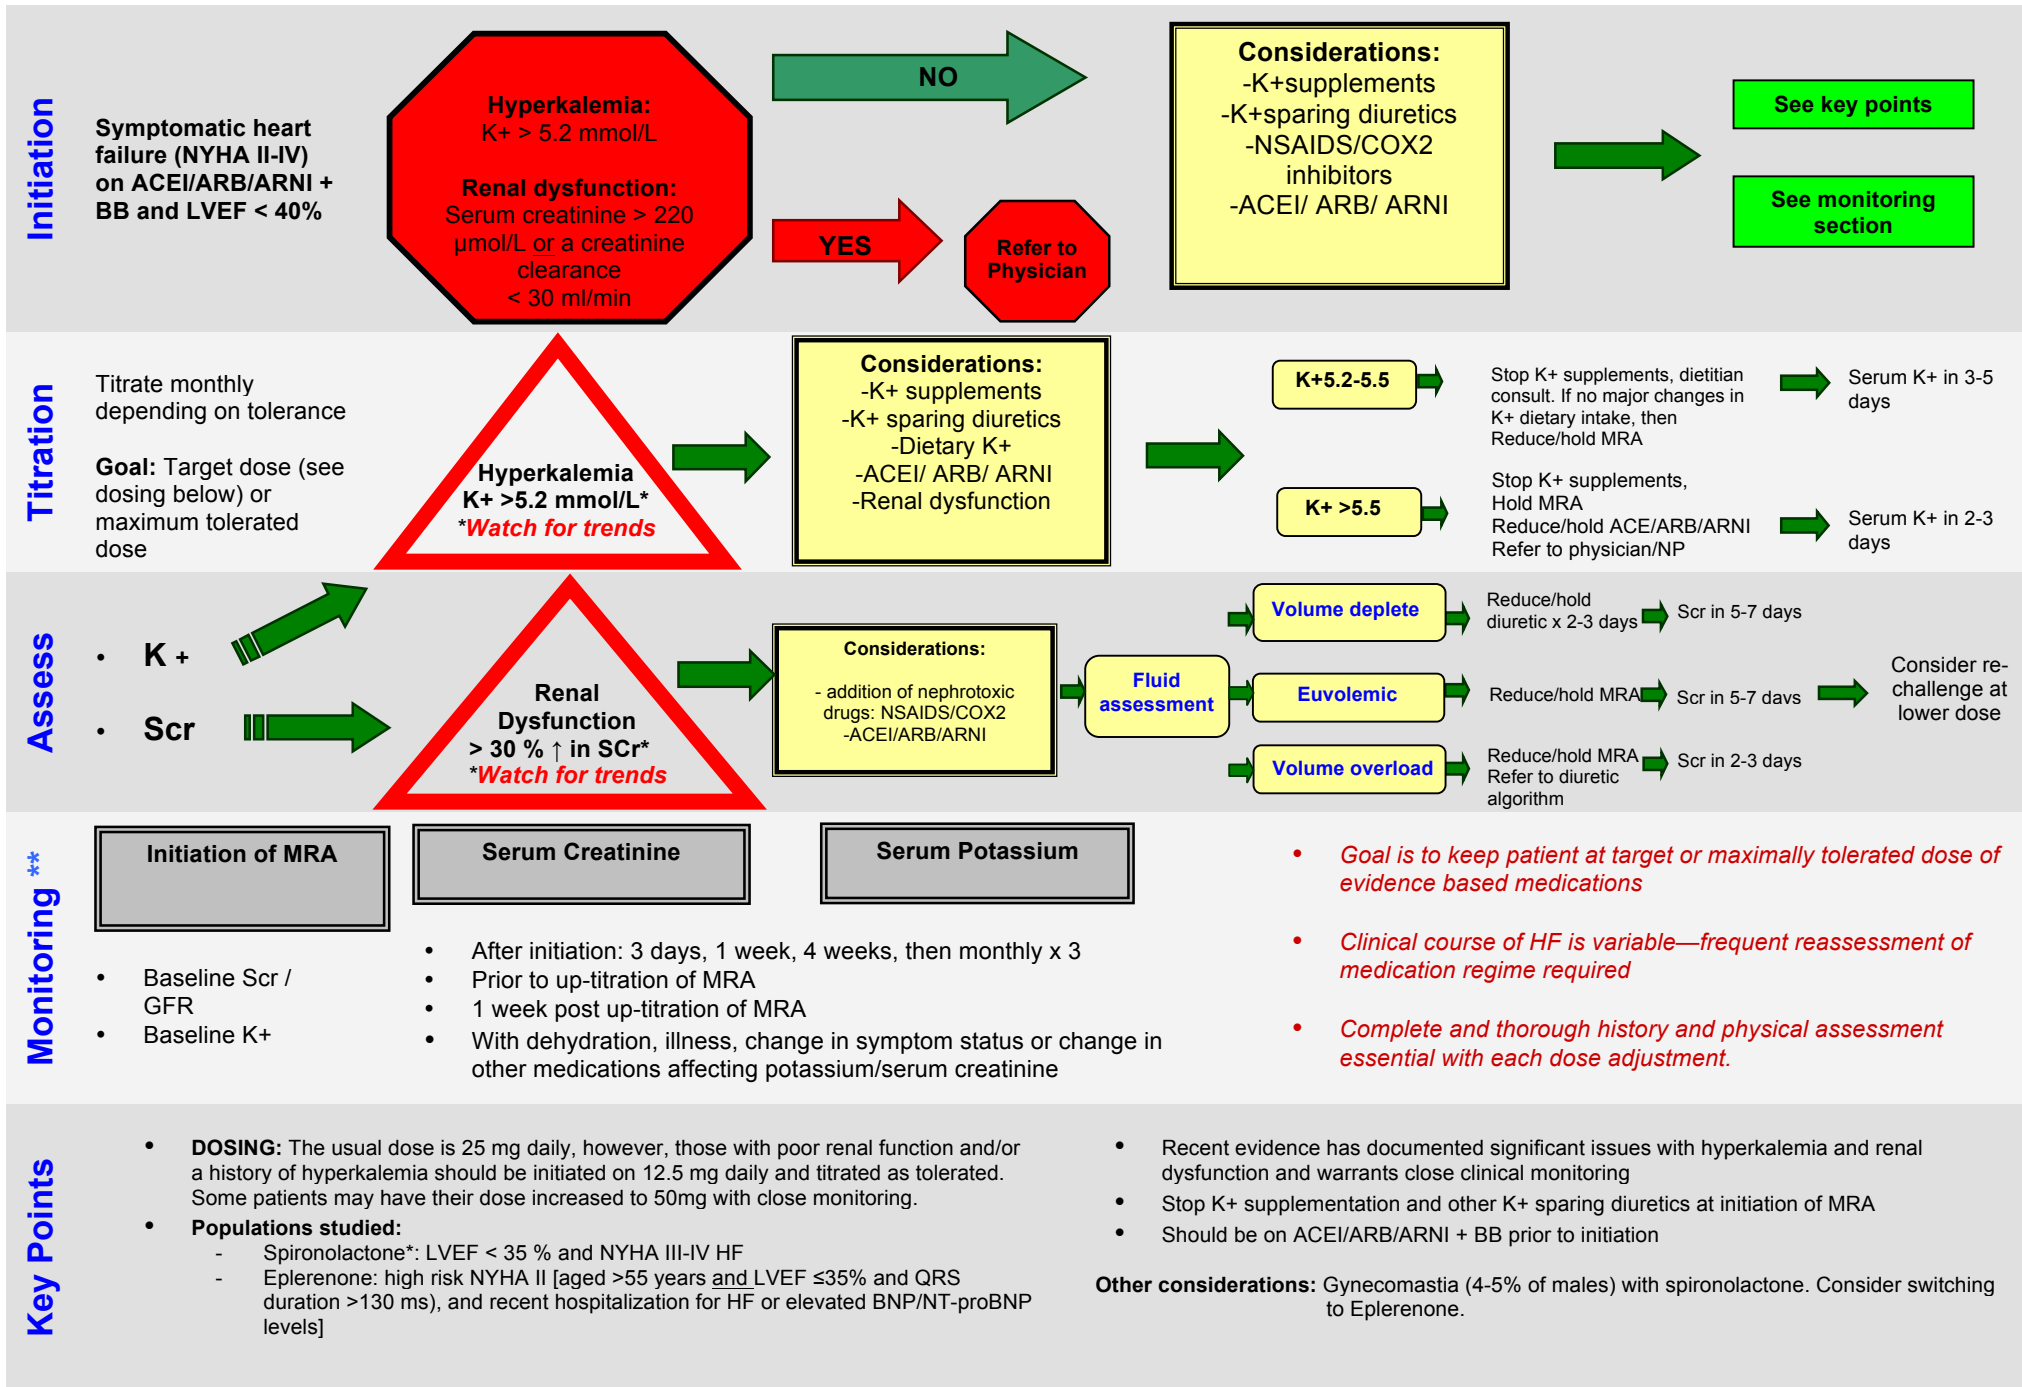 Initiation
Symptomatic heart
failure (NYHA II-IV)
on ACEI/ARB/ARNI +
BB and LVEF < 40%
Hyperkalemia:
K+ > 5.2 mmol/L
Renal dysfunction:
Serum creatinine > 220
µmol/L or a creatinine
clearance
< 30 ml/min
NO
YES
Refer to
Physician
Considerations:
-K+supplements
-K+sparing diuretics
-NSAIDS/COX2
inhibitors
-ACEI/ ARB/ ARNI
See key points
See monitoring
section
Titration
Titrate monthly
depending on tolerance
Goal: Target dose (see
dosing below) or
maximum tolerated
dose
Hyperkalemia
K+ >5.2 mmol/L*
*Watch for trends
Considerations:
-K+ supplements
-K+ sparing diuretics
-Dietary K+
-ACEI/ ARB/ ARNI
-Renal dysfunction
K+5.2-5.5
Stop K+ supplements, dietitian
consult. If no major changes in
K+ dietary intake, then
Reduce/hold MRA
Serum K+ in 3-5
days
K+ >5.5
Stop K+ supplements,
Hold MRA
Reduce/hold ACE/ARB/ARNI
Refer to physician/NP
Serum K+ in 2-3
days
Assess
• K +
• Scr
Renal
Dysfunction
> 30 % ↑ in SCr*
*Watch for trends
Considerations:
- addition of nephrotoxic
drugs: NSAIDS/COX2
-ACEI/ARB/ARNI
Fluid
assessment
Volume deplete
Reduce/hold
diuretic x 2-3 days
Scr in 5-7 days
Euvolemic
Reduce/hold MRA
Scr in 5-7 days
Consider re-
challenge at
lower dose
Volume overload
Reduce/hold MRA
Refer to diuretic
algorithm
Scr in 2-3 days
Monitoring **
Initiation of MRA
• Baseline Scr /
GFR
• Baseline K+
Serum Creatinine
Serum Potassium
• After initiation: 3 days, 1 week, 4 weeks, then monthly x 3
• Prior to up-titration of MRA
• 1 week post up-titration of MRA
• With dehydration, illness, change in symptom status or change in
other medications affecting potassium/serum creatinine
• Goal is to keep patient at target or maximally tolerated dose of
evidence based medications
• Clinical course of HF is variable—frequent reassessment of
medication regime required
• Complete and thorough history and physical assessment
essential with each dose adjustment.
Key Points
• DOSING: The usual dose is 25 mg daily, however, those with poor renal function and/or
a history of hyperkalemia should be initiated on 12.5 mg daily and titrated as tolerated.
Some patients may have their dose increased to 50mg with close monitoring.
• Populations studied:
- Spironolactone*: LVEF < 35 % and NYHA III-IV HF
- Eplerenone: high risk NYHA II [aged >55 years and LVEF ≤35% and QRS
duration >130 ms), and recent hospitalization for HF or elevated BNP/NT-proBNP
levels]
• Recent evidence has documented significant issues with hyperkalemia and renal
dysfunction and warrants close clinical monitoring
• Stop K+ supplementation and other K+ sparing diuretics at initiation of MRA
• Should be on ACEI/ARB/ARNI + BB prior to initiation
Other considerations: Gynecomastia (4-5% of males) with spironolactone. Consider switching
to Eplerenone.